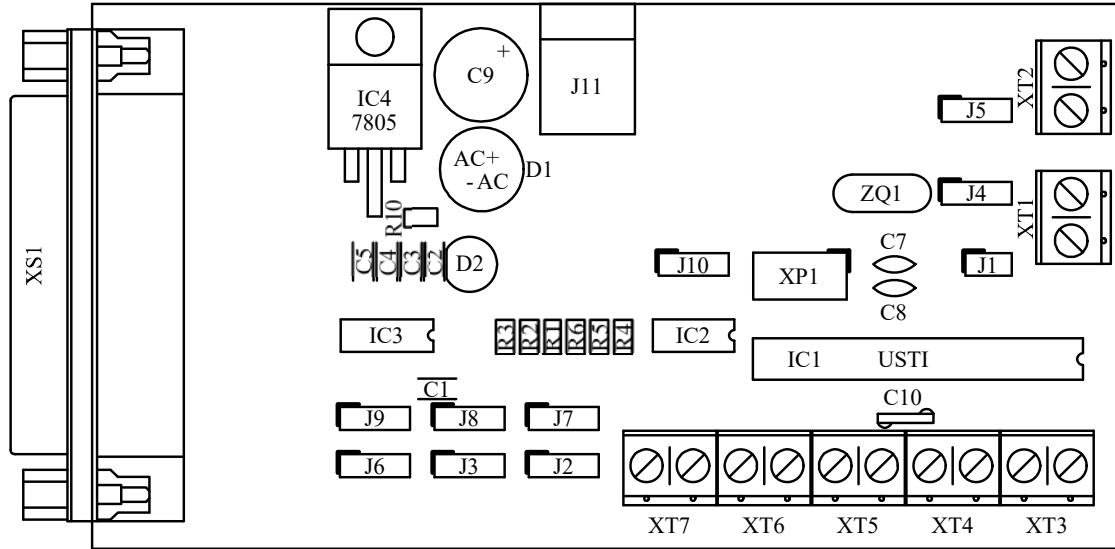 XS1
IC4
7805
C9
+
J11
AC+
- AC
D1
XT2
J5
XT1
J4
ZQ1
R10
C5
C4
C3
C2
D2
J10
XP1
C7
C8
J1
IC3
R3
R2
R1
R6
R5
R4
IC2
IC1 USTI
C1
C10
J9
J8
J7
J6
J3
J2
XT7
XT6
XT5
XT4
XT3